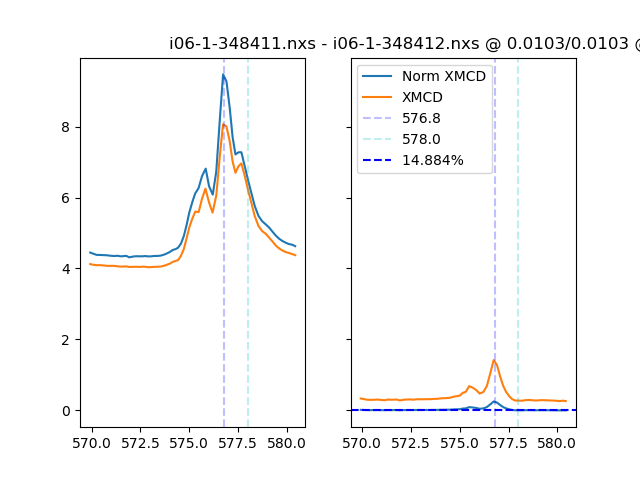 i06-1-348411.nxs - i06-1-348412.nxs @ 0.0103/0.0103 @
8
6
4
2
0
570.0 572.5 575.0 577.5 580.0
Norm XMCD
XMCD
576.8
578.0
14.884%
570.0 572.5 575.0 577.5 580.0